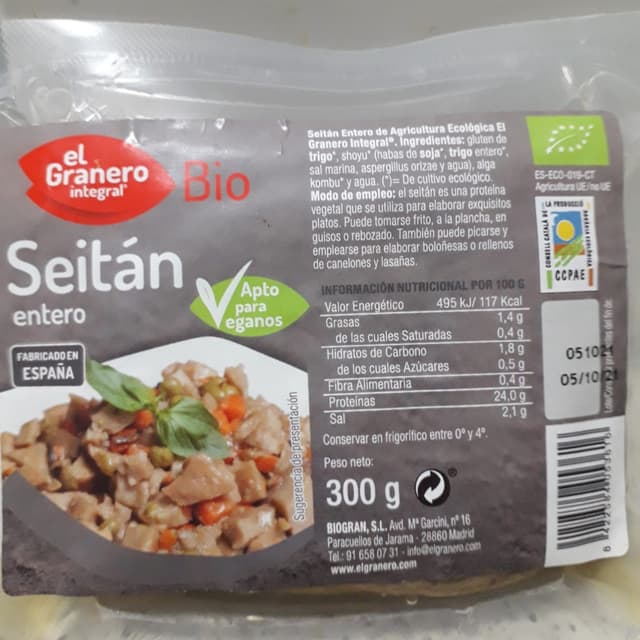 el
Granero
integral
Bio
Seitán
entero
Apto
para
Veganos
FABRICADO EN
ESPAÑA
Sugerencia de presentación
Seitán Entero de Agricultura Ecológica El
Granero Integral®. Ingredientes: gluten de
trigo*, shoyu* (habas de soja*, trigo entero*,
sal marina, aspergillus orizae y agua), alga
kombu* y agua. (*)= De cultivo ecológico.
Modo de empleo: el seitán es una proteína
vegetal que se utiliza para elaborar exquisitos
platos. Puede tomarse frito, a la plancha, en
guisos o rebozado. También puede picarse y
emplearse para elaborar boloñesas o rellenos
de canelones y lasañas.
INFORMACIÓN NUTRICIONAL POR 100 G
Valor Energético 495 kJ/ 117 Kcal
Grasas 1,4 g
de las cuales Saturadas 0,4 g
Hidratos de Carbono 1,8 g
de los cuales Azúcares 0,5 g
Fibra Alimentaria 0,4 g
Proteínas 24,0 g
Sal 2,1 g
Conservar en frigorífico entre 0º y 4º.
Peso neto:
300 g
BIOGRAN, S.L. Avd. Mª Garcini, nº 16
Paracuellos de Jarama - 28860 Madrid
Tel.: 91 658 07 31 - info@elgranero.com
www.elgranero.com
ES-ECO-019-CT
Agricultura UE/no UE
CONSELL CATALÀ DE LA PRODUCCIÓ
AGRÀRIA ECOLÒGICA
CCPAE
051021
05/10/21